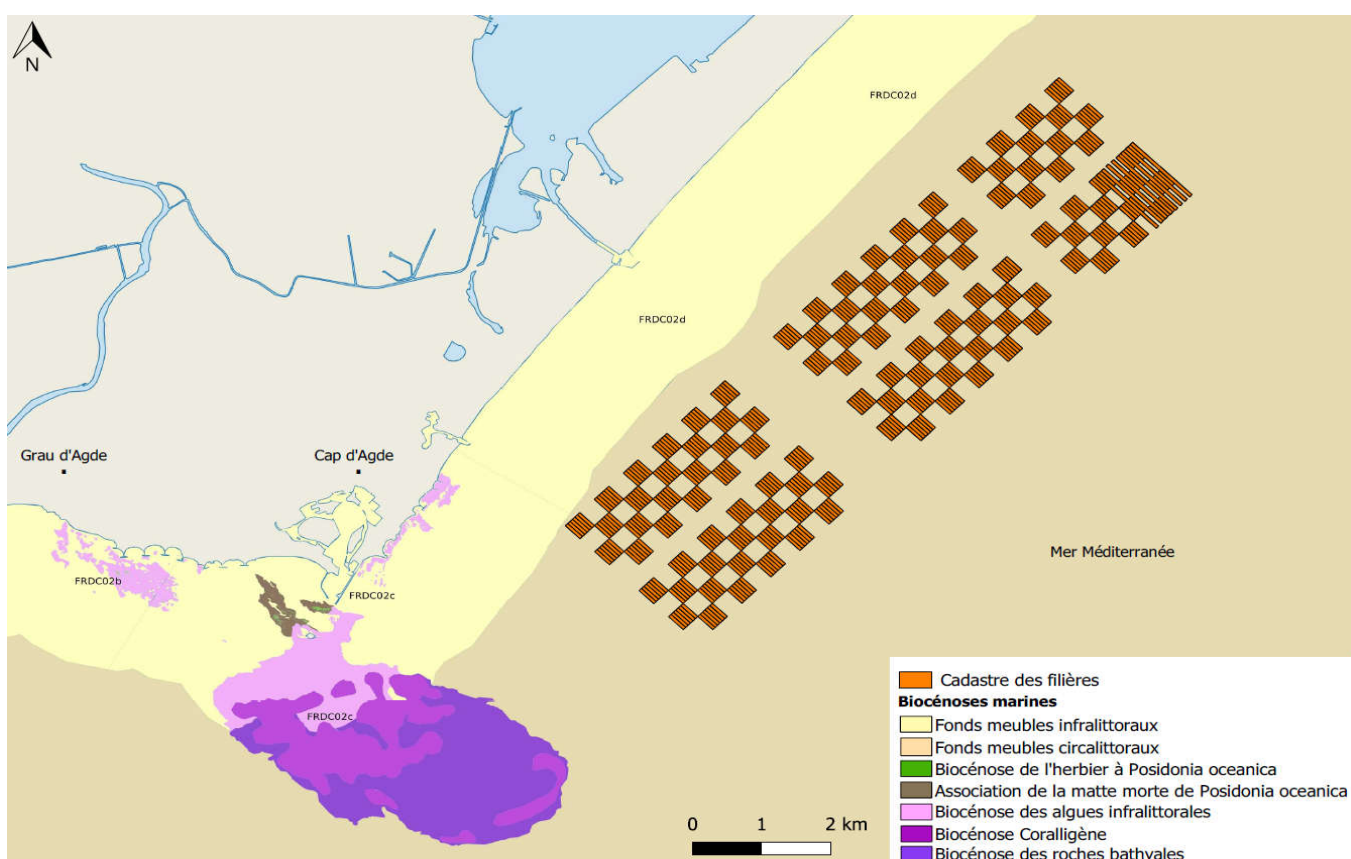 N
FRDC02d
FRDC02d
Grau d'Agde
Cap d'Agde
Mer Méditerranée
FRDC02b
FRDC02c
FRDC02c
0 1 2 km
Cadastre des filières
Biocénoses marines
Fonds meubles infralittoraux
Fonds meubles circalittoraux
Biocénose de l'herbier à Posidonia oceanica
Association de la matte morte de Posidonia oceanica
Biocénose des algues infralittorales
Biocénose Coralligène
Biocénose des roches bathyales